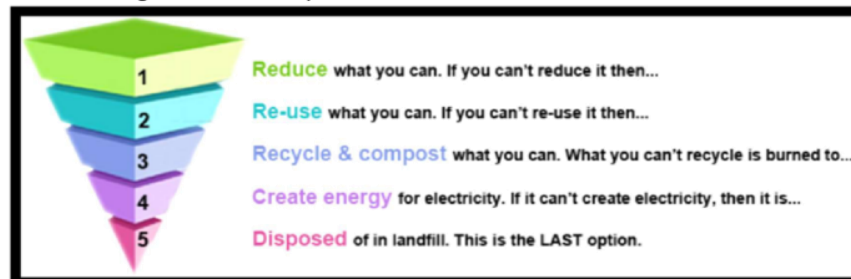 1 Reduce what you can. If you can't reduce it then...
2 Re-use what you can. If you can't re-use it then...
3 Recycle & compost what you can. What you can't recycle is burned to...
4 Create energy for electricity. If it can't create electricity, then it is...
5 Disposed of in landfill. This is the LAST option.